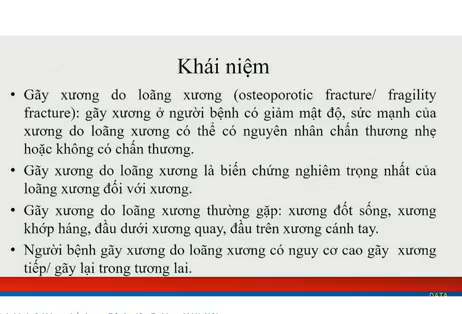 Khái niệm
• Gãy xương do loãng xương (osteoporotic fracture/ fragility
fracture): gãy xương ở người bệnh có giảm mật độ, sức mạnh của
xương do loãng xương có thể có nguyên nhân chấn thương nhẹ
hoặc không có chấn thương.
• Gãy xương do loãng xương là biến chứng nghiêm trọng nhất của
loãng xương đối với xương.
• Gãy xương do loãng xương thường gặp: xương đốt sống, xương
khớp háng, đầu dưới xương quay, đầu trên xương cánh tay.
• Người bệnh gãy xương do loãng xương có nguy cơ cao gãy xương
tiếp/ gãy lại trong tương lai.
DATA